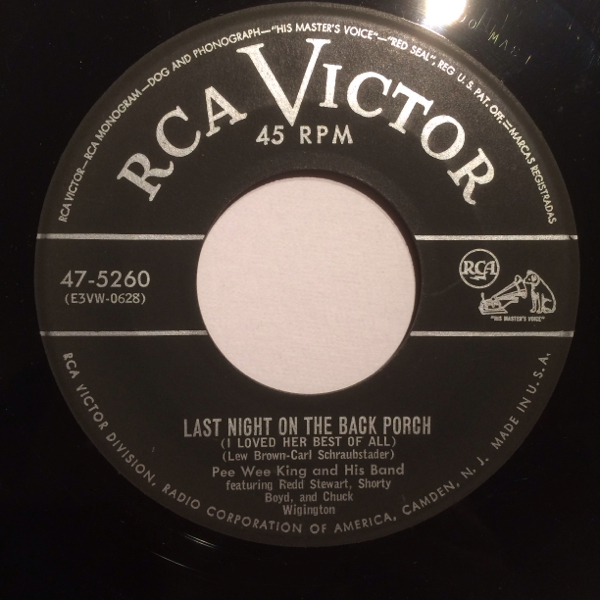 RCA VICTOR—RCA MONOGRAM—DOG AND PHONOGRAPH—"HIS MASTER'S VOICE"—"RED SEAL", REG U.S. PAT. OFF.—MARCAS REGISTRADAS
RCA VICTOR
45 RPM
47-5260
(E3VW-0628)
RCA
"HIS MASTER'S VOICE"
LAST NIGHT ON THE BACK PORCH
(I LOVED HER BEST OF ALL)
(Lew Brown-Carl Schraubstader)
Pee Wee King and His Band
featuring Redd Stewart, Shorty
Boyd, and Chuck
Wigington
RCA VICTOR DIVISION, RADIO CORPORATION OF AMERICA, CAMDEN, N. J. MADE IN U.S.A.